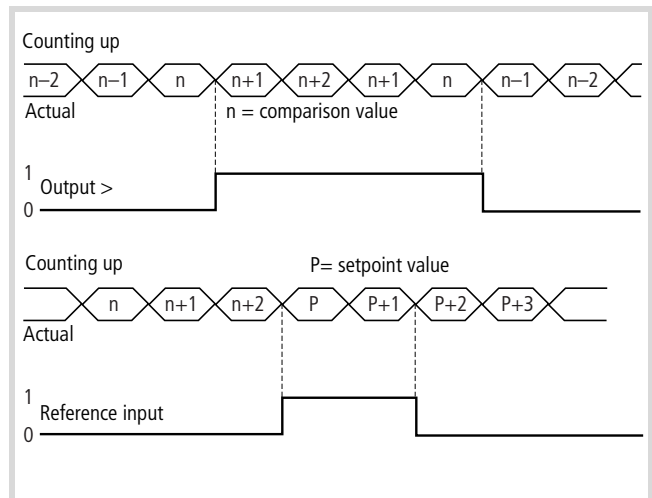 Counting up
n–2 n–1 n n+1 n+2 n+1 n n–1 n–2
Actual n = comparison value
1
Output >
0
Counting up P= setpoint value
n n+1 n+2 P P+1 P+2 P+3
Actual
1
Reference input
0